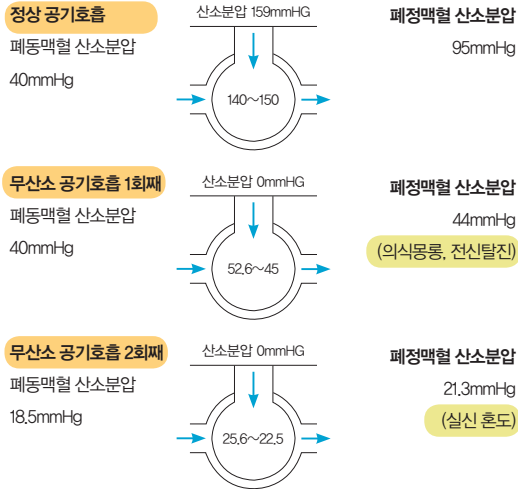 정상 공기호흡
폐동맥혈 산소분압
40mmHg
산소분압 159mmHG
140~150
폐정맥혈 산소분압
95mmHg
무산소 공기호흡 1회째
폐동맥혈 산소분압
40mmHg
산소분압 0mmHG
52.6~45
폐정맥혈 산소분압
44mmHg
(의식몽롱, 전신탈진)
무산소 공기호흡 2회째
폐동맥혈 산소분압
18.5mmHg
산소분압 0mmHG
25.6~22.5
폐정맥혈 산소분압
21.3mmHg
(실신 혼도)